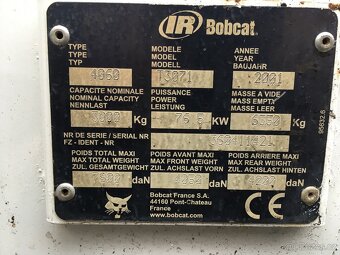 IR Bobcat
TYPE MODELE ANNEE
TYPE MODEL YEAR
TYP MODELL BAUJAHR
2001
CAPACITE NOMINALE PUISSANCE MASSE A VIDE
NOMINAL CAPACITY POWER MASS EMPTY
NENNLAST LEISTUNG MASSE LEER
Kg KW Kg
NR DE SERIE / SERIAL NR
FZ - IDENT - NR
POIDS TOTAL MAXI POIDS AVANT MAXI POIDS ARRIERE MAXI
MAX TOTAL WEIGHT MAX FRONT WEIGHT MAX REAR WEIGHT
ZUL. GESAMTGEWICHT ZUL. ACHSLAST VORN ZUL. ACHSLAST HINTEN
daN daN daN
Bobcat France S.A.
44160 Pont-Chateau
France
www.bobcat.com
CE
Bobcat